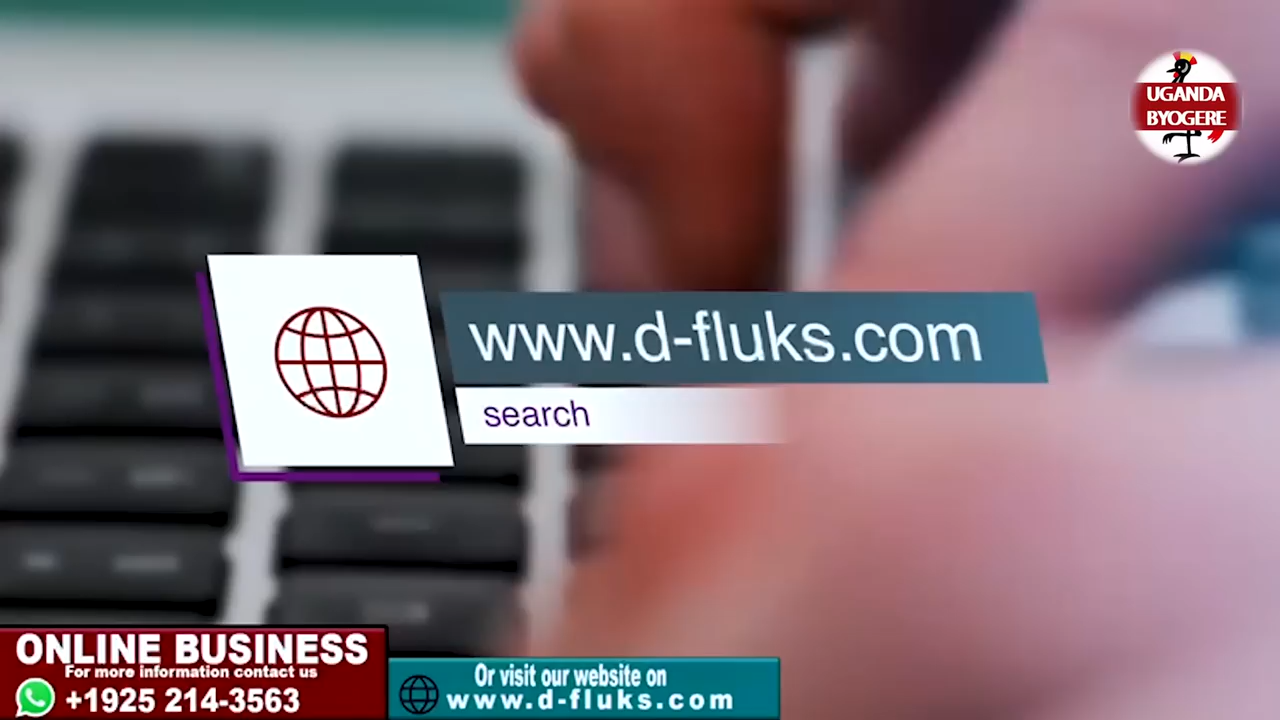 UGANDA
BYOGERE
www.d-fluks.com
search
ONLINE BUSINESS
For more information contact us
+1925 214-3563
Or visit our website on
www.d-fluks.com